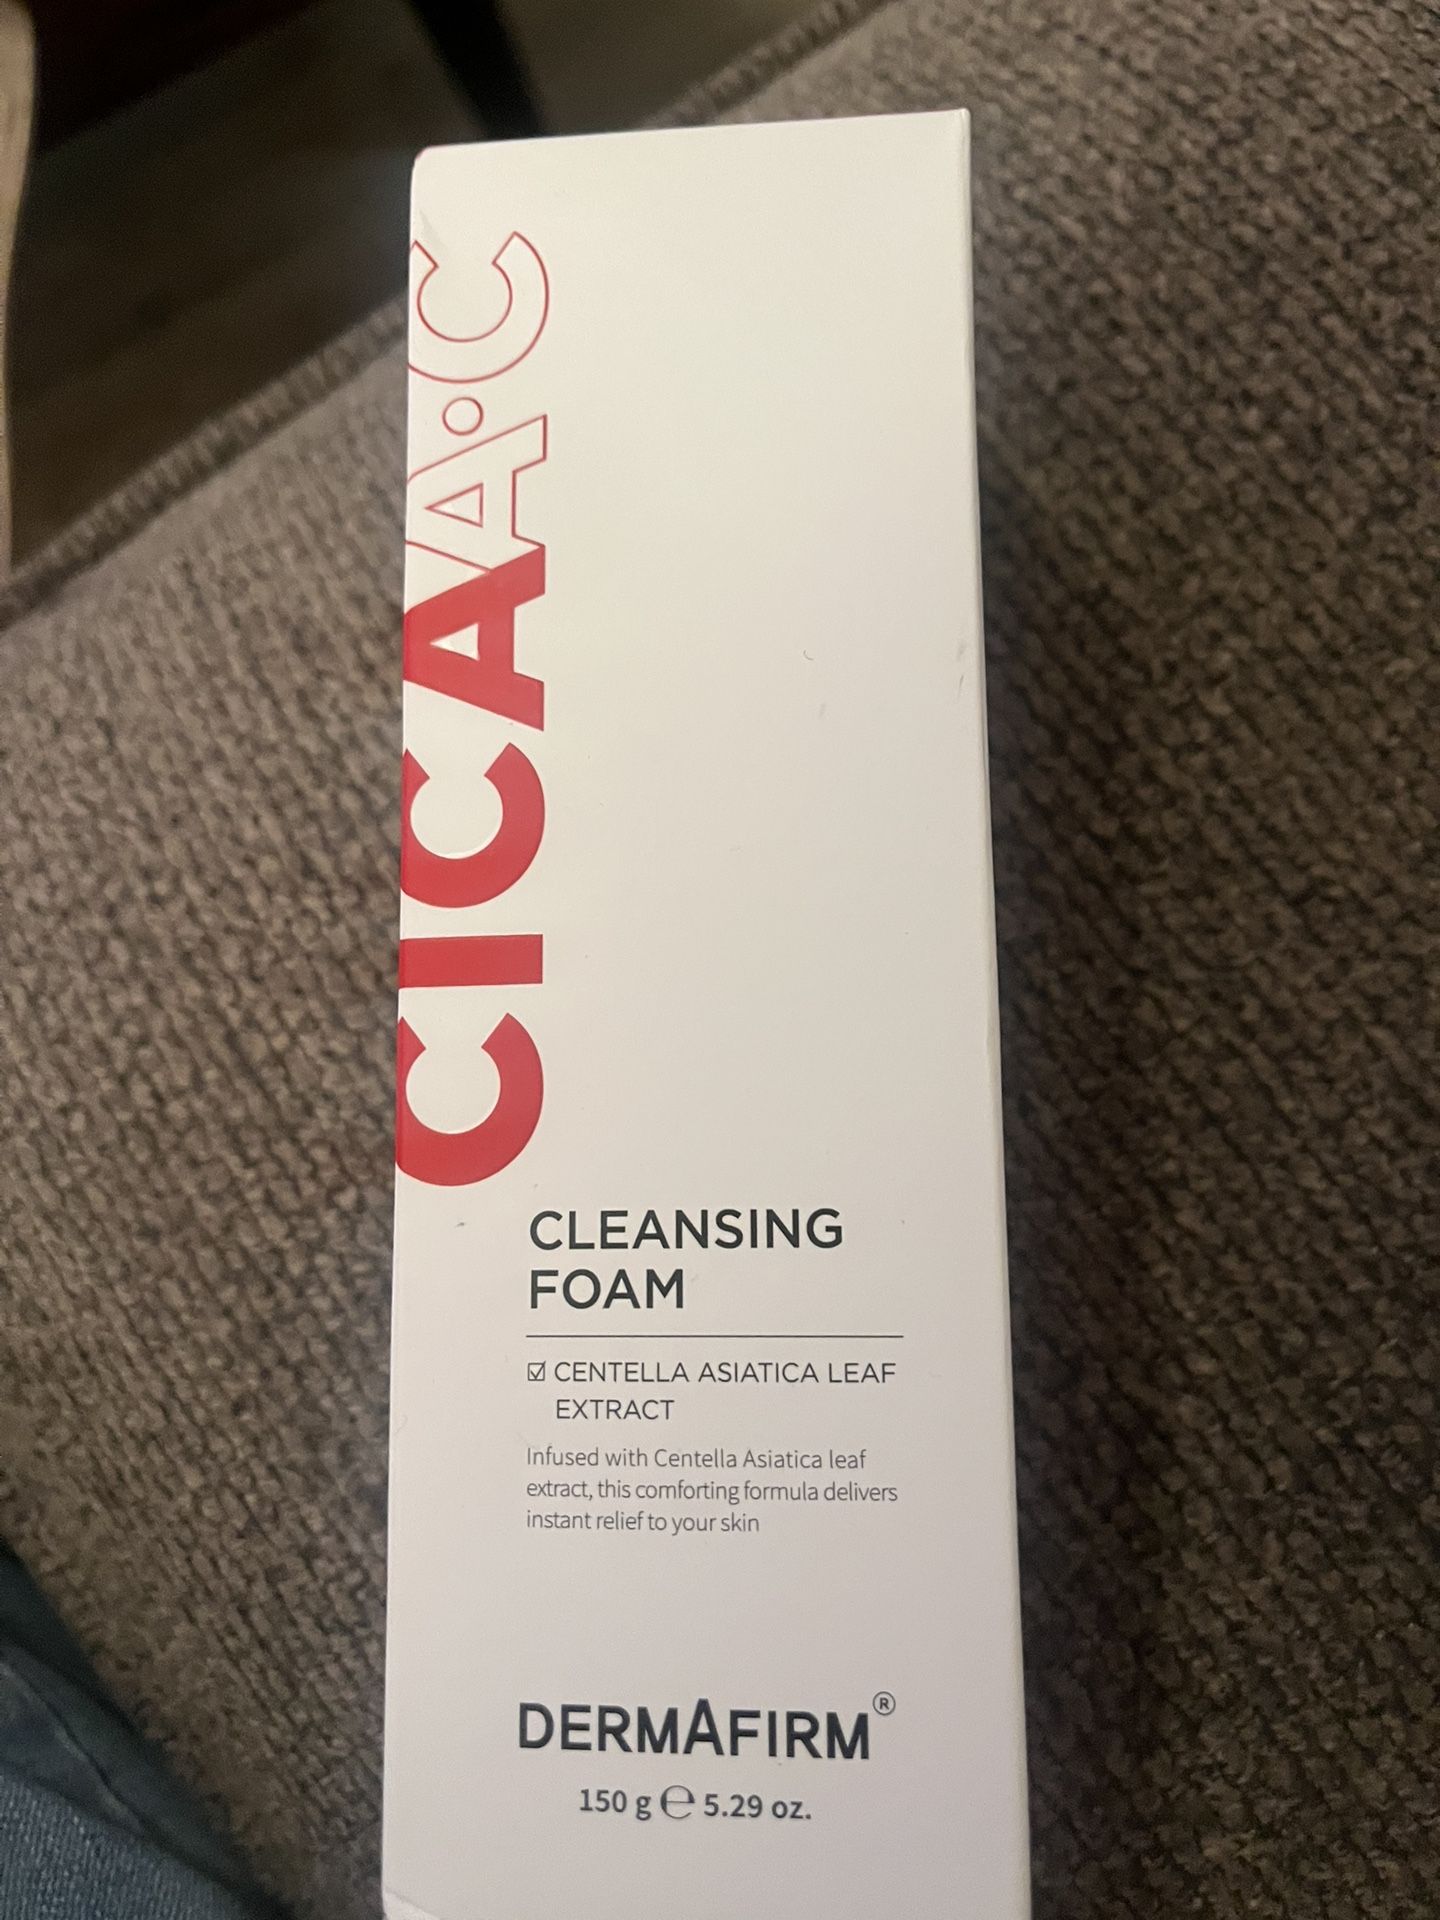 CICAA°C
CLEANSING
FOAM
☑ CENTELLA ASIATICA LEAF
EXTRACT
Infused with Centella Asiatica leaf
extract, this comforting formula delivers
instant relief to your skin
DERMAFIRM®
150 g ℮ 5.29 oz.